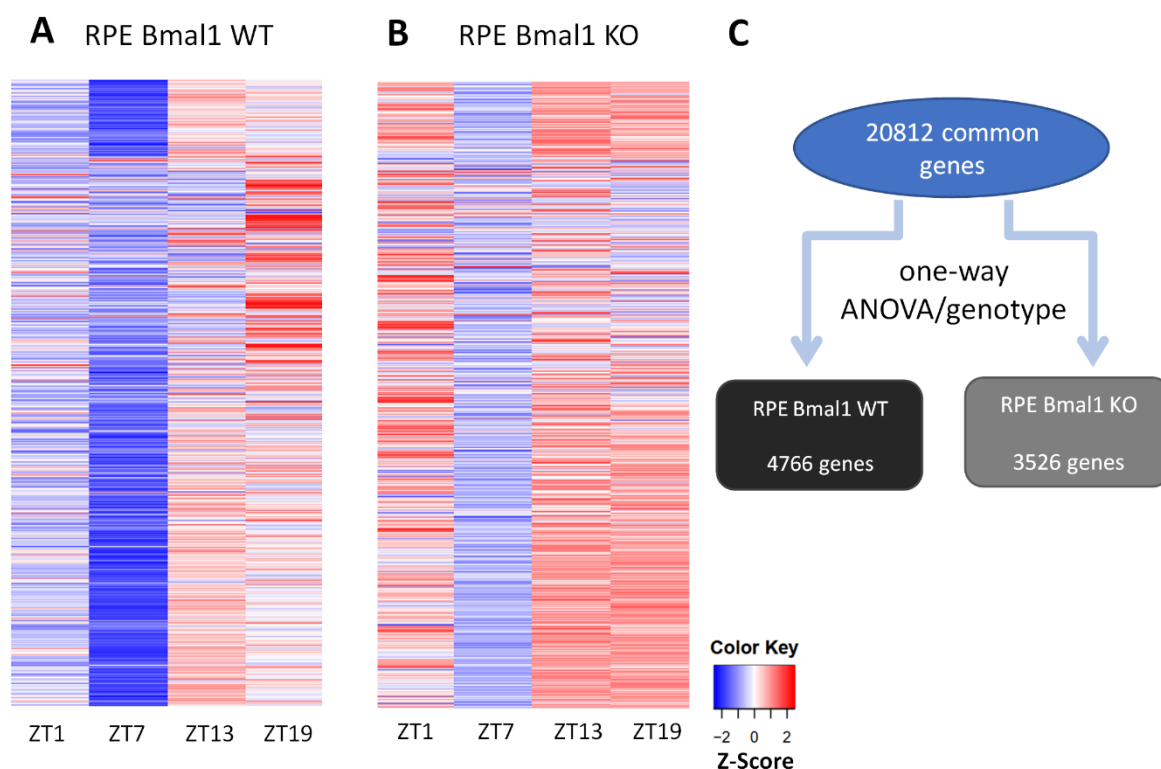 A RPE Bmal1 WT
B RPE Bmal1 KO
C
20812 common
genes
one-way
ANOVA/genotype
RPE Bmal1 WT
4766 genes
RPE Bmal1 KO
3526 genes
ZT1 ZT7 ZT13 ZT19
ZT1 ZT7 ZT13 ZT19
Color Key
−2 0 1 2
Z-Score